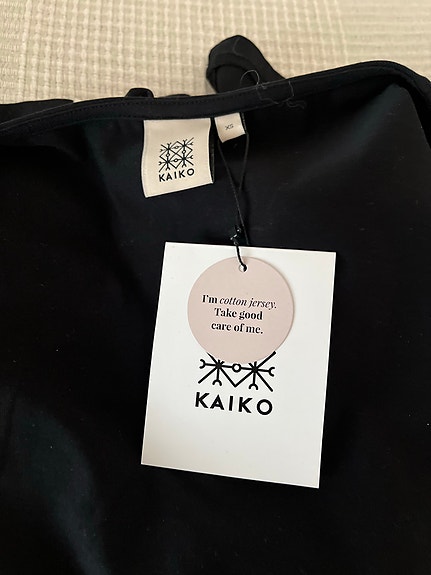 KAIKO
XS
I'm cotton jersey.
Take good
care of me.
KAIKO